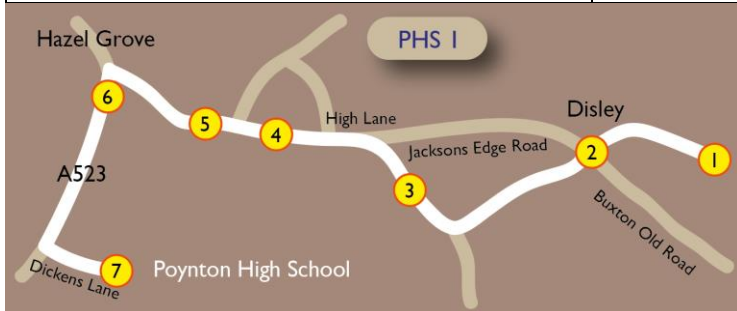 Hazel Grove
PHS 1
6
5
4
High Lane
Disley
Jacksons Edge Road
2
1
A523
3
Buxton Old Road
Dickens Lane
7
Poynton High School